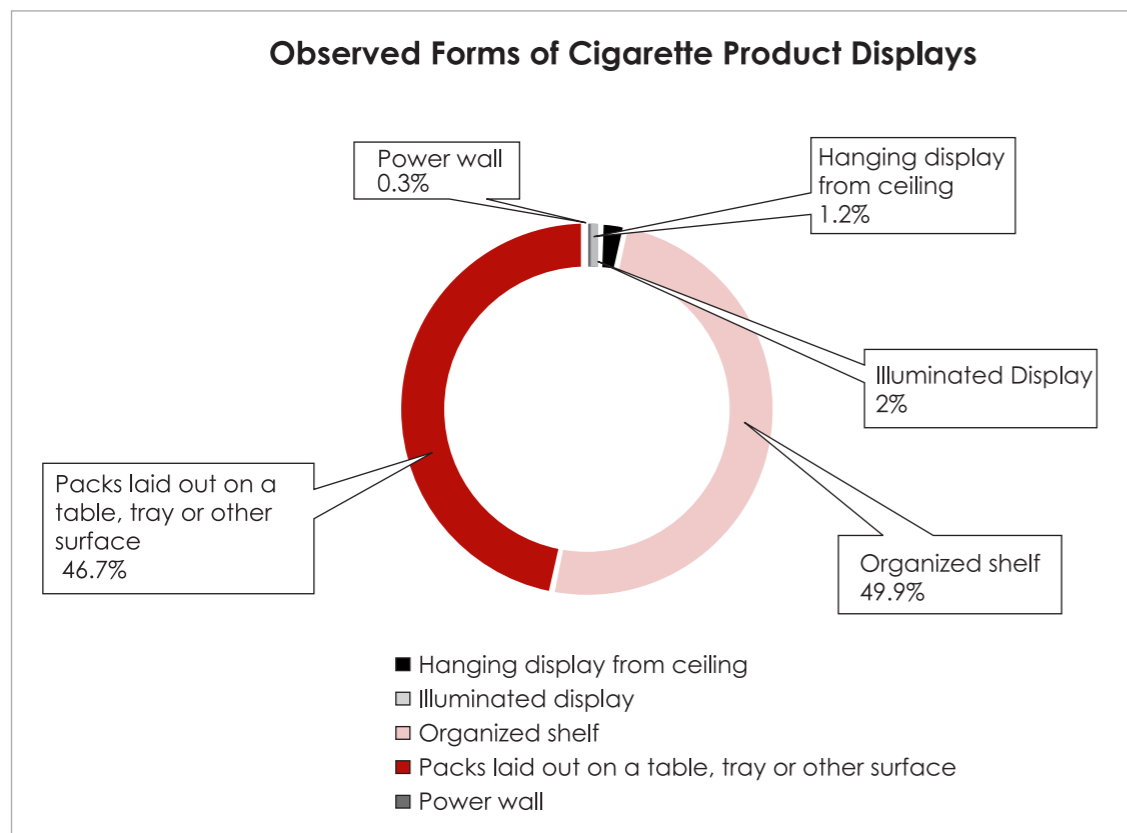 Observed Forms of Cigarette Product Displays
Power wall
0.3%
Hanging display
from ceiling
1.2%
Illuminated Display
2%
Packs laid out on a
table, tray or other
surface
46.7%
Organized shelf
49.9%
Hanging display from ceiling
Illuminated display
Organized shelf
Packs laid out on a table, tray or other surface
Power wall